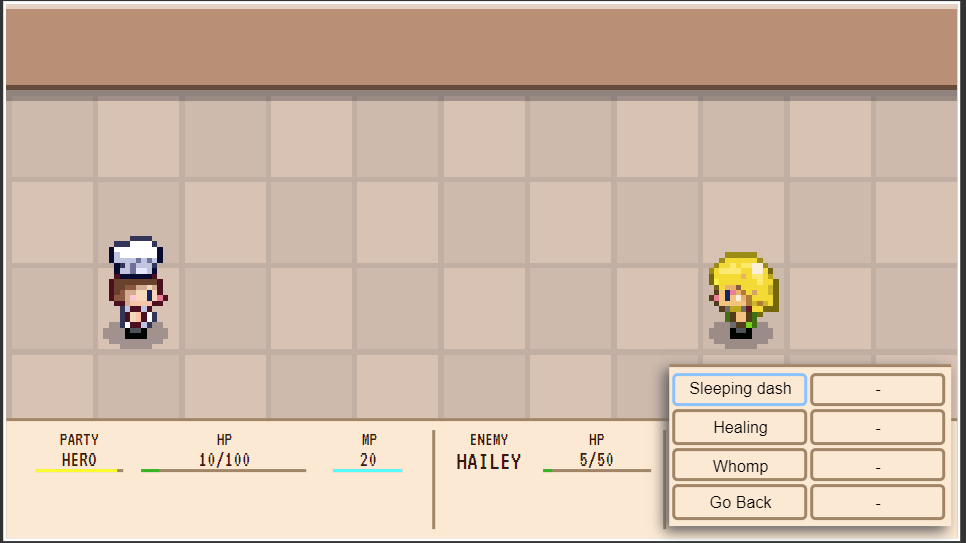 PARTY HP MP ENEMY HP
HERO 10/100 20 HAILEY 5/50
Sleeping dash -
Healing -
Whomp -
Go Back -